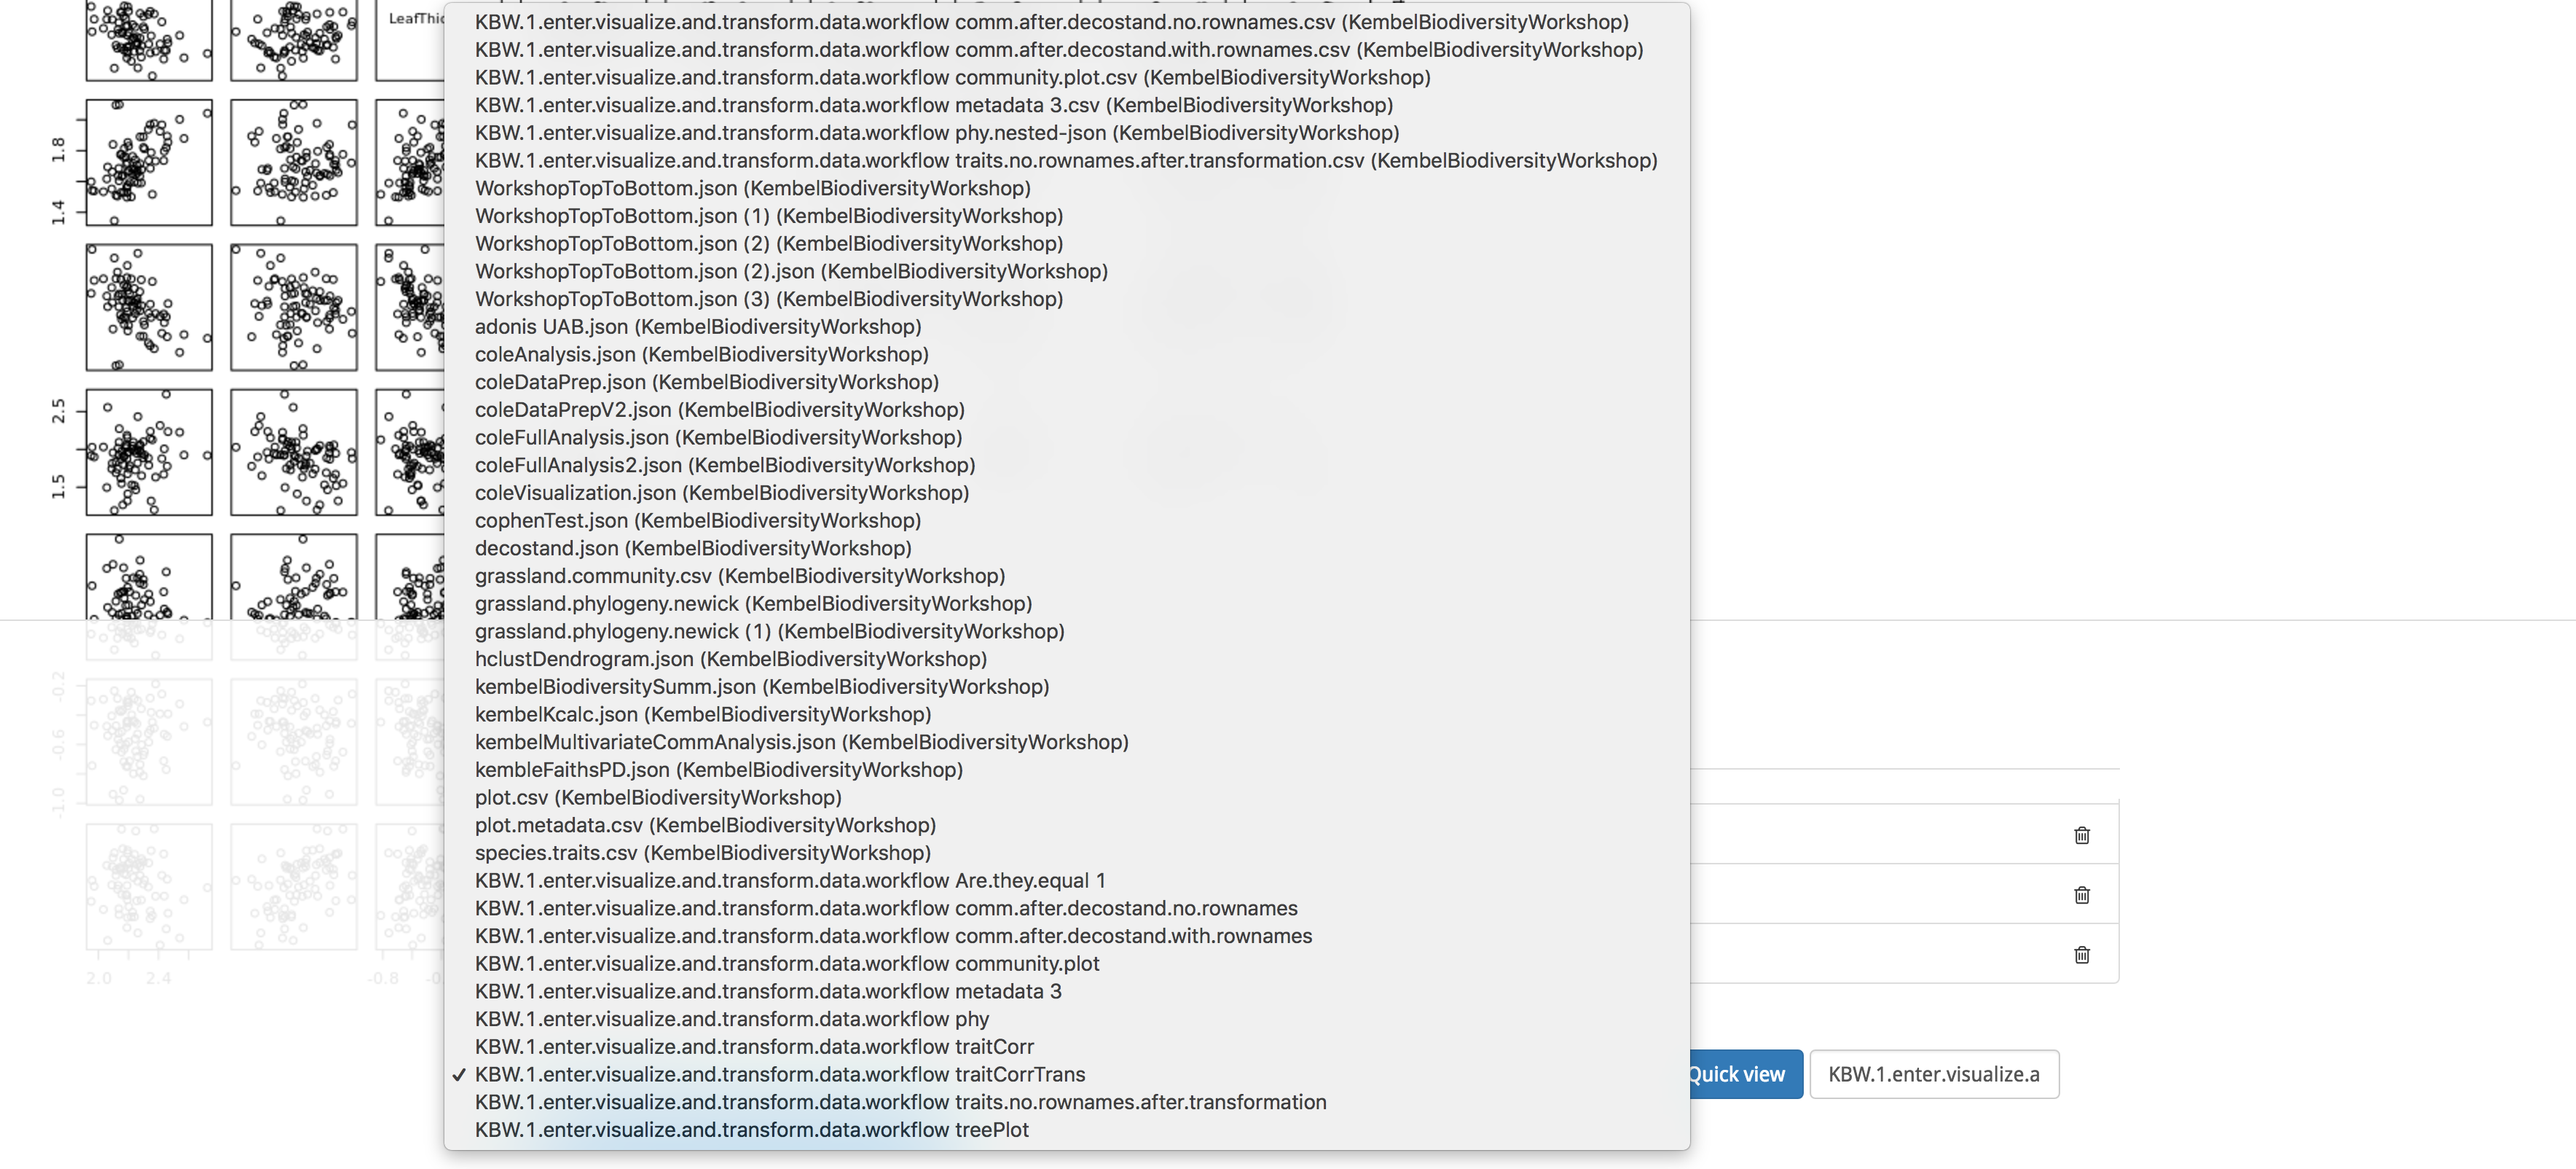 LeafThic
KBW.1.enter.visualize.and.transform.data.workflow comm.after.decostand.no.rownames.csv (KembelBiodiversityWorkshop)
KBW.1.enter.visualize.and.transform.data.workflow comm.after.decostand.with.rownames.csv (KembelBiodiversityWorkshop)
KBW.1.enter.visualize.and.transform.data.workflow community.plot.csv (KembelBiodiversityWorkshop)
KBW.1.enter.visualize.and.transform.data.workflow metadata 3.csv (KembelBiodiversityWorkshop)
KBW.1.enter.visualize.and.transform.data.workflow phy.nested-json (KembelBiodiversityWorkshop)
KBW.1.enter.visualize.and.transform.data.workflow traits.no.rownames.after.transformation.csv (KembelBiodiversityWorkshop)
WorkshopTopToBottom.json (KembelBiodiversityWorkshop)
WorkshopTopToBottom.json (1) (KembelBiodiversityWorkshop)
WorkshopTopToBottom.json (2) (KembelBiodiversityWorkshop)
WorkshopTopToBottom.json (2).json (KembelBiodiversityWorkshop)
WorkshopTopToBottom.json (3) (KembelBiodiversityWorkshop)
adonis UAB.json (KembelBiodiversityWorkshop)
coleAnalysis.json (KembelBiodiversityWorkshop)
coleDataPrep.json (KembelBiodiversityWorkshop)
coleDataPrepV2.json (KembelBiodiversityWorkshop)
coleFullAnalysis.json (KembelBiodiversityWorkshop)
coleFullAnalysis2.json (KembelBiodiversityWorkshop)
coleVisualization.json (KembelBiodiversityWorkshop)
cophenTest.json (KembelBiodiversityWorkshop)
decostand.json (KembelBiodiversityWorkshop)
grassland.community.csv (KembelBiodiversityWorkshop)
grassland.phylogeny.newick (KembelBiodiversityWorkshop)
grassland.phylogeny.newick (1) (KembelBiodiversityWorkshop)
hclustDendrogram.json (KembelBiodiversityWorkshop)
kembelBiodiversitySumm.json (KembelBiodiversityWorkshop)
kembelKcalc.json (KembelBiodiversityWorkshop)
kembelMultivariateCommAnalysis.json (KembelBiodiversityWorkshop)
kembleFaithsPD.json (KembelBiodiversityWorkshop)
plot.csv (KembelBiodiversityWorkshop)
plot.metadata.csv (KembelBiodiversityWorkshop)
species.traits.csv (KembelBiodiversityWorkshop)
KBW.1.enter.visualize.and.transform.data.workflow Are.they.equal 1
KBW.1.enter.visualize.and.transform.data.workflow comm.after.decostand.no.rownames
KBW.1.enter.visualize.and.transform.data.workflow comm.after.decostand.with.rownames
KBW.1.enter.visualize.and.transform.data.workflow community.plot
KBW.1.enter.visualize.and.transform.data.workflow metadata 3
KBW.1.enter.visualize.and.transform.data.workflow phy
KBW.1.enter.visualize.and.transform.data.workflow traitCorr
✓ KBW.1.enter.visualize.and.transform.data.workflow traitCorrTrans
KBW.1.enter.visualize.and.transform.data.workflow traits.no.rownames.after.transformation
KBW.1.enter.visualize.and.transform.data.workflow treePlot
1.8
1.4
2.5
1.5
-0.2
-0.6
-1.0
2.0 2.4 -0.8 -0
Quick view
KBW.1.enter.visualize.a